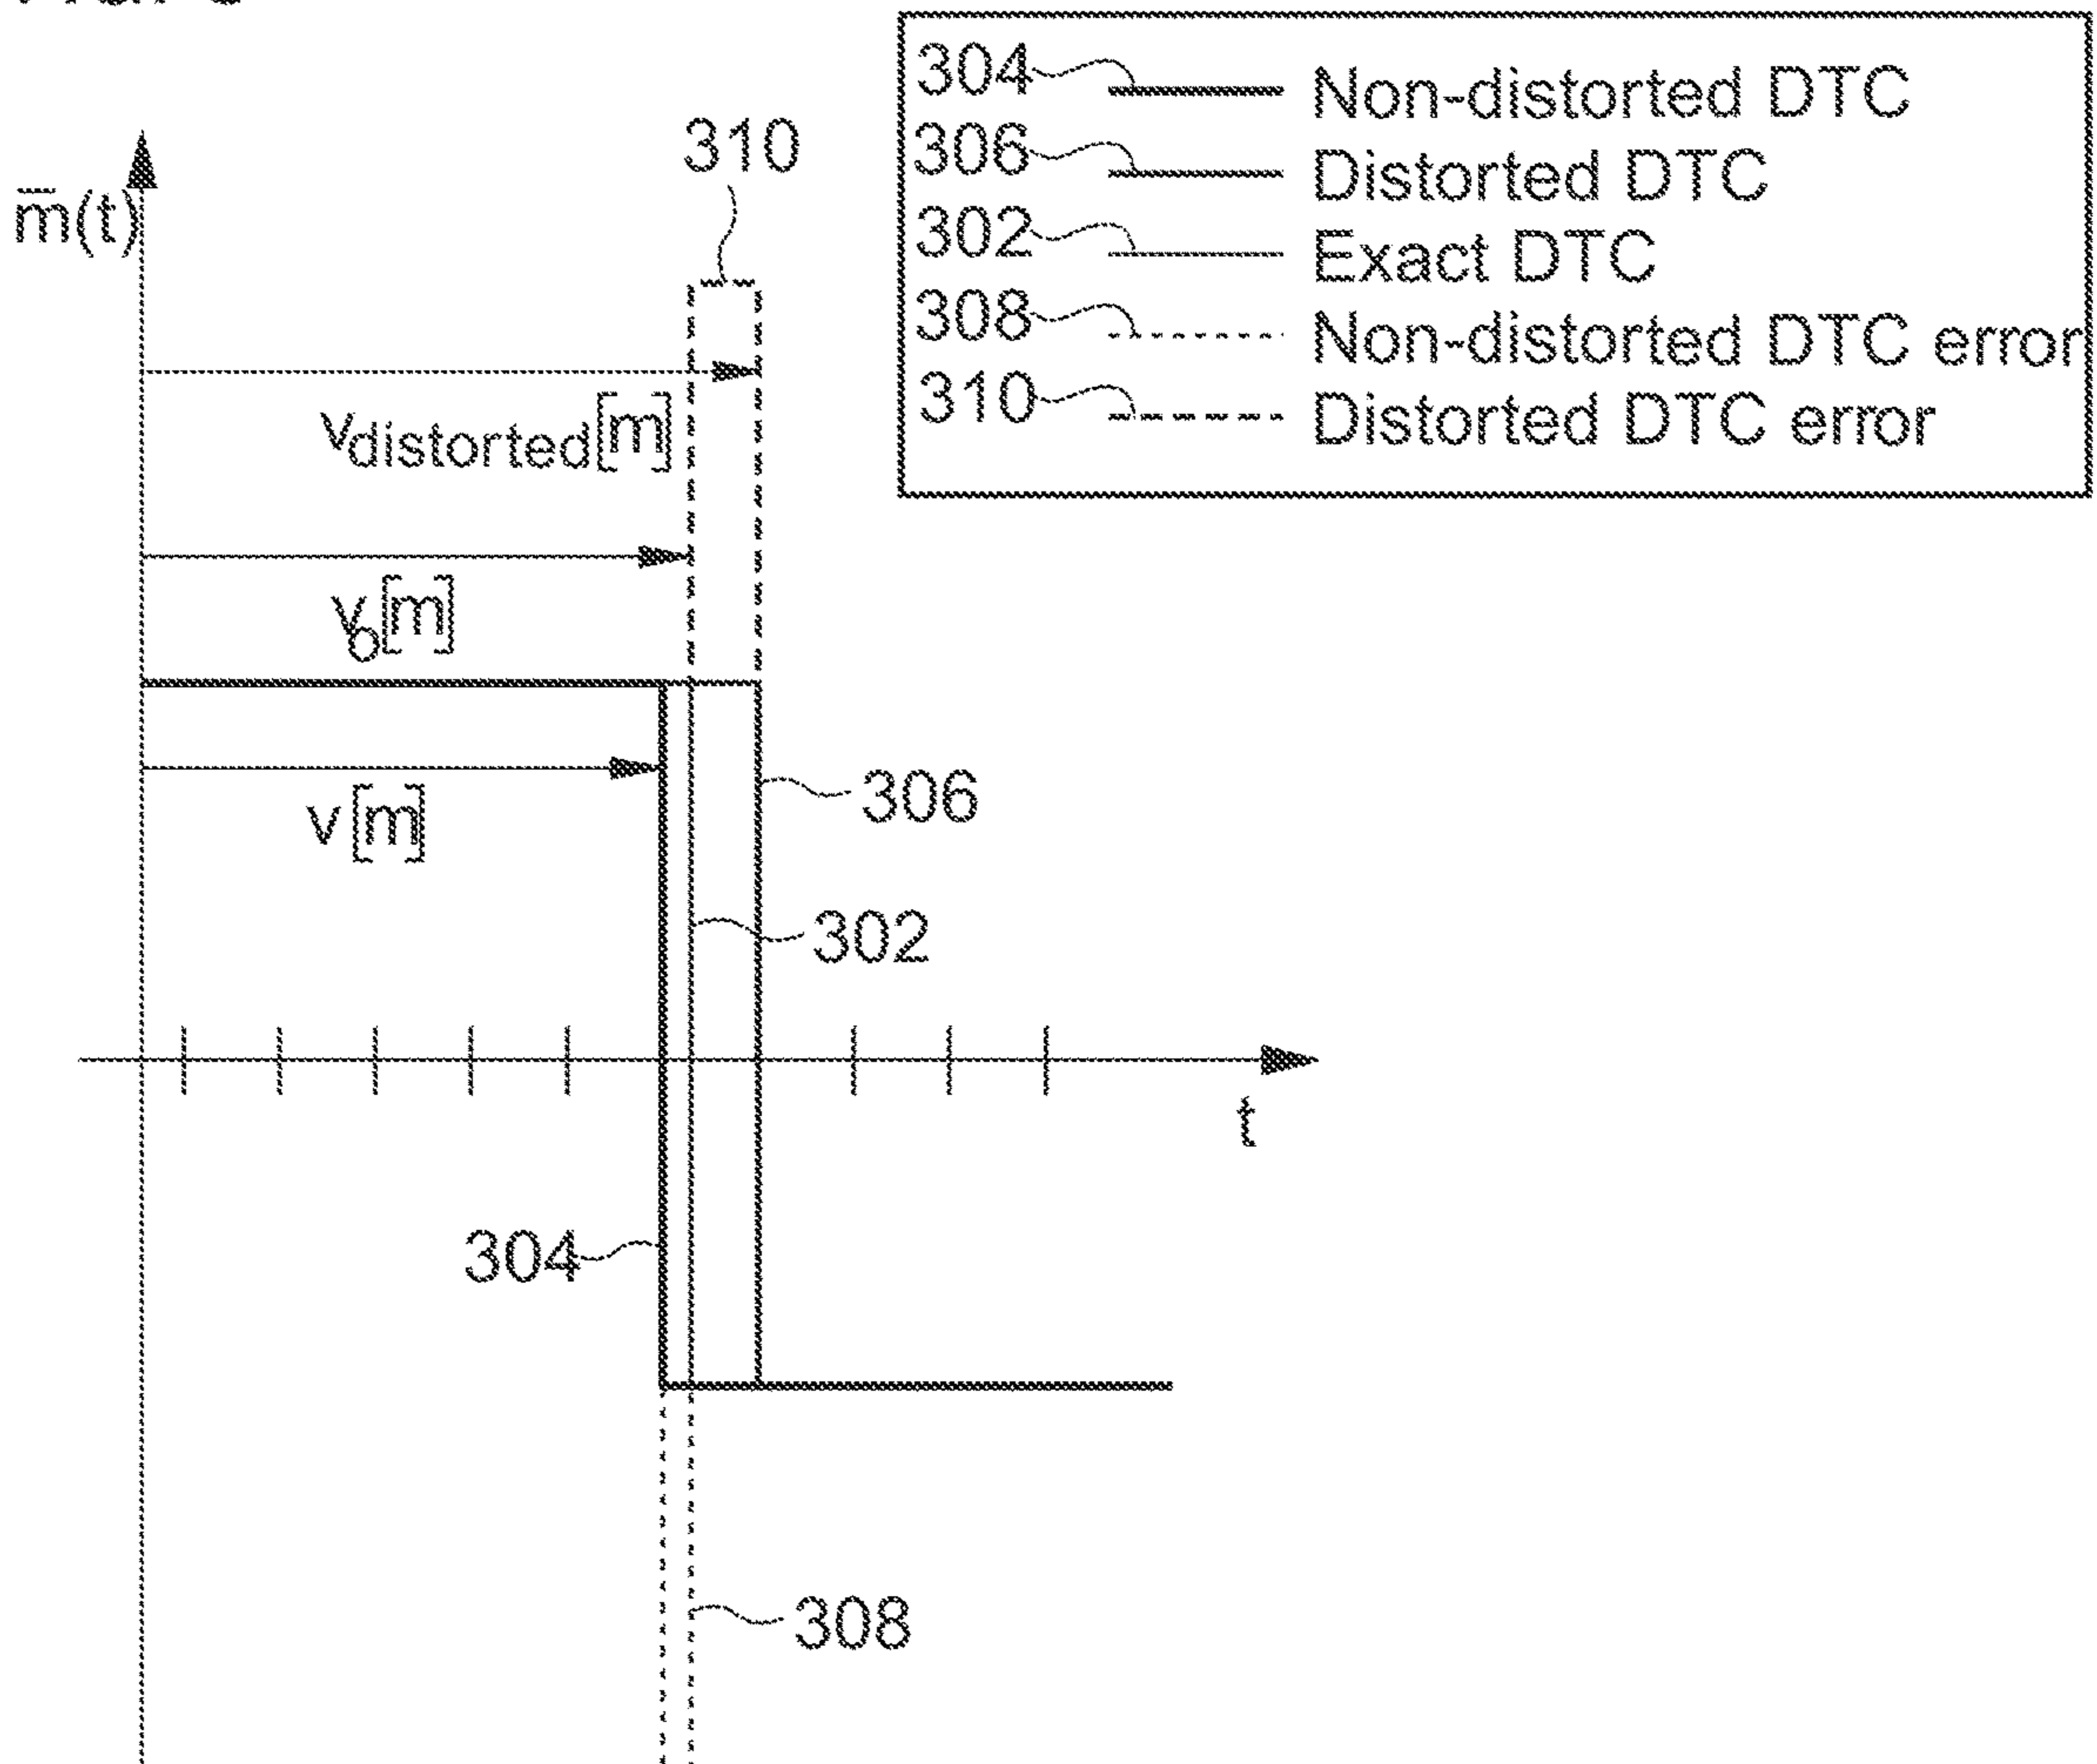 304 Non-distorted DTC
306 Distorted DTC
302 Exact DTC
308 Non-distorted DTC error
310 Distorted DTC error
310
m̅(t)
vdistorted[m]
vo[m]
v[m]
306
302
t
304
308